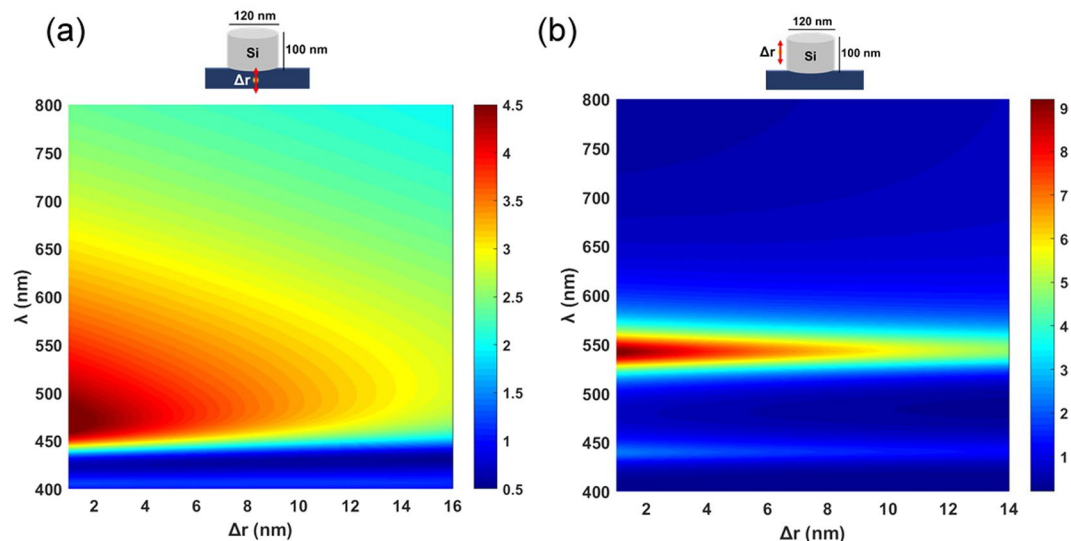 (a)
120 nm
Si
100 nm
Δr
800
750
700
650
600
550
500
450
400
λ (nm)
2 4 6 8 10 12 14 16
Δr (nm)
4.5
4
3.5
3
2.5
2
1.5
1
0.5
(b)
120 nm
Δr
Si
100 nm
800
750
700
650
600
550
500
450
400
λ (nm)
2 4 6 8 10 12 14
Δr (nm)
9
8
7
6
5
4
3
2
1